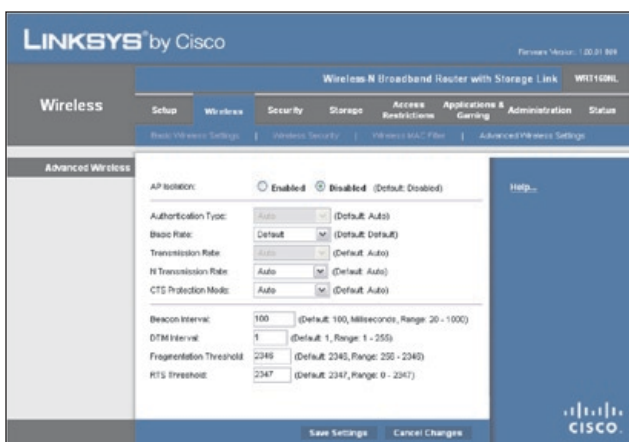 LINKSYS® by Cisco
Firmware Version: 1.00.01 B09
Wireless-N Broadband Router with Storage Link WRT160NL
Wireless
Setup Wireless Security Storage Access Restrictions Applications & Gaming Administration Status
Basic Wireless Settings | Wireless Security | Wireless MAC Filter | Advanced Wireless Settings
Advanced Wireless
AP Isolation: Enabled Disabled (Default: Disabled)
Help...
Authentication Type: Auto (Default: Auto)
Basic Rate: Default (Default: Default)
Transmission Rate: Auto (Default: Auto)
N Transmission Rate: Auto (Default: Auto)
CTS Protection Mode: Auto (Default: Auto)
Beacon Interval: 100 (Default: 100, Milliseconds, Range: 20 - 1000)
DTIM Interval: 1 (Default: 1, Range: 1 - 255)
Fragmentation Threshold: 2346 (Default: 2346, Range: 256 - 2346)
RTS Threshold: 2347 (Default: 2347, Range: 0 - 2347)
Save Settings Cancel Changes
CISCO.